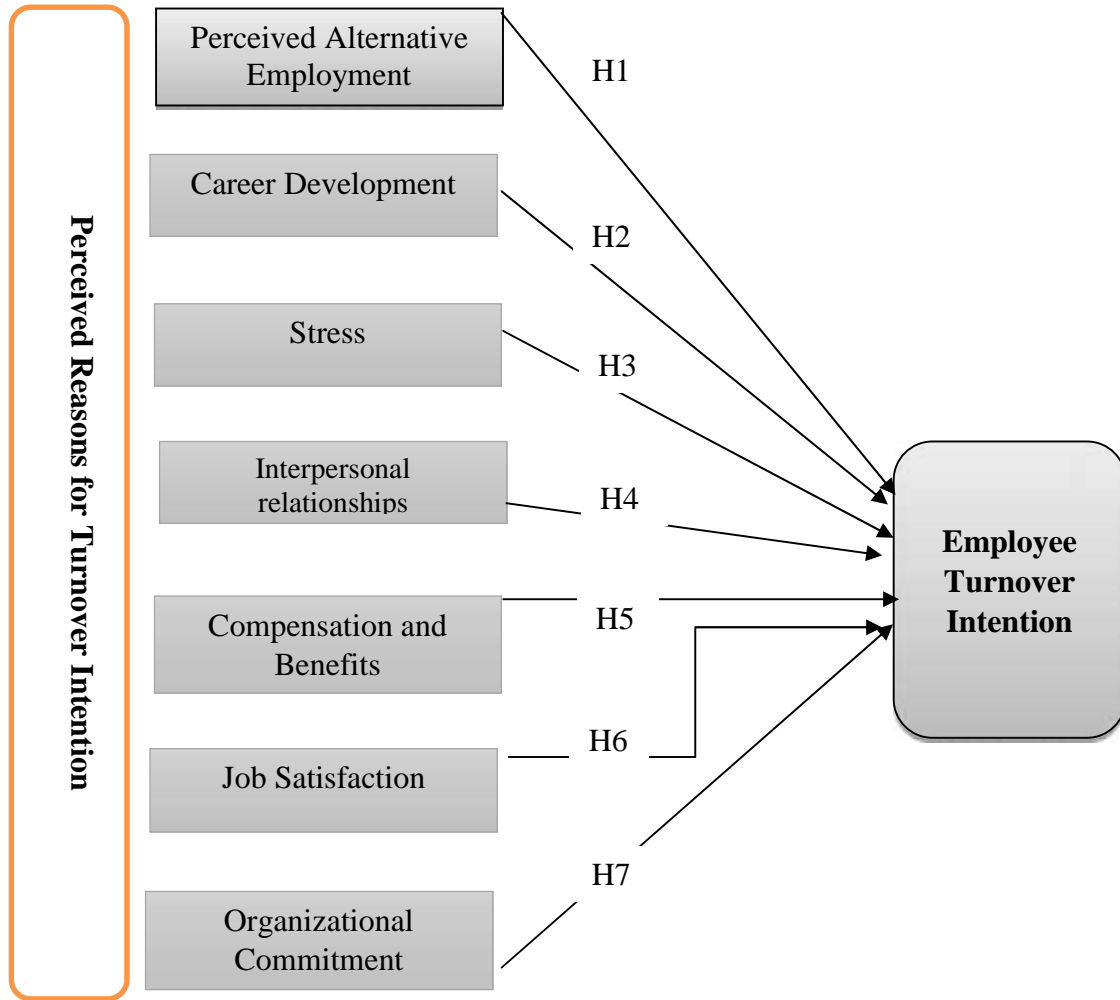 Perceived Reasons for Turnover Intention
Perceived Alternative
Employment
H1
Career Development
H2
Stress
H3
Interpersonal
relationships
H4
Employee
Turnover
Intention
Compensation and
Benefits
H5
Job Satisfaction
H6
Organizational
Commitment
H7